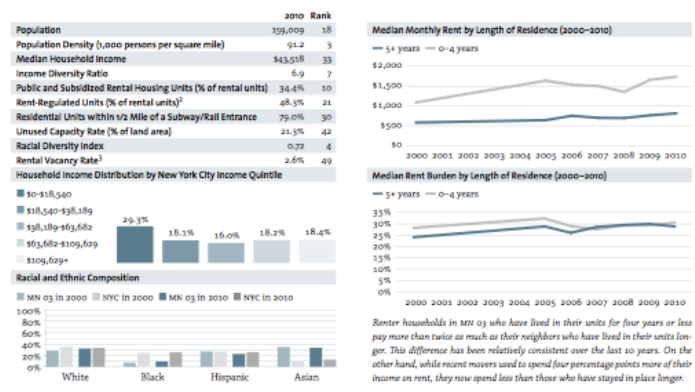 2010 Rank
Population 159,009 18
Population Density (1,000 persons per square mile) 91.2 3
Median Household Income $43,518 33
Income Diversity Ratio 6.9 7
Public and Subsidized Rental Housing Units (% of rental units) 34.4% 10
Rent-Regulated Units (% of rental units)² 48.3% 21
Residential Units within 1/2 Mile of a Subway/Rail Entrance 79.0% 30
Unused Capacity Rate (% of land area) 21.3% 42
Racial Diversity Index 0.72 4
Rental Vacancy Rate³ 2.6% 49
Household Income Distribution by New York City Income Quintile
$0-$18,540
$18,540-$38,189
$38,189-$63,682
$63,682-$109,629
$109,629+
29.3% 18.1% 16.0% 18.2% 18.4%
Racial and Ethnic Composition
MN 03 in 2000 NYC in 2000 MN 03 in 2010 NYC in 2010
100%
80%
60%
40%
20%
0%
White Black Hispanic Asian
Median Monthly Rent by Length of Residence (2000–2010)
5+ years 0–4 years
$2,000
$1,500
$1,000
$500
$0
2000 2001 2002 2003 2004 2005 2006 2007 2008 2009 2010
Median Rent Burden by Length of Residence (2000–2010)
5+ years 0–4 years
35%
30%
25%
20%
15%
10%
5%
0%
2000 2001 2002 2003 2004 2005 2006 2007 2008 2009 2010
Renter households in MN 03 who have lived in their units for four years or less
pay more than twice as much as their neighbors who have lived in their units lon-
ger. This difference has been relatively consistent over the last 10 years. On the
other hand, while recent movers used to spend four percentage points more of their
income on rent, they now spend less than those who have stayed in place longer.